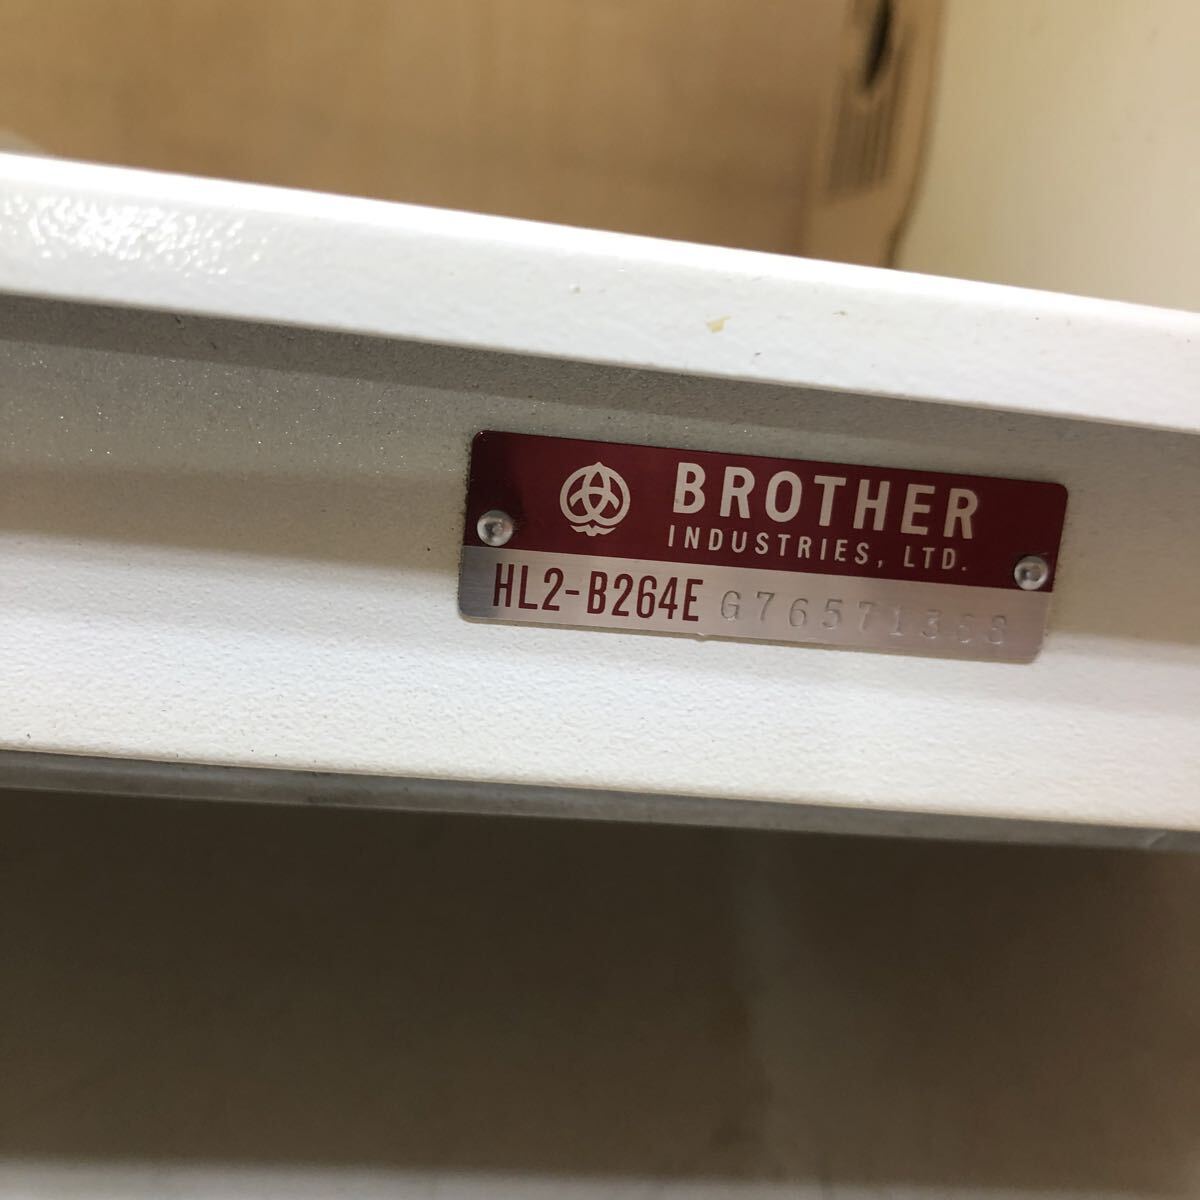 BROTHER
INDUSTRIES, LTD.
HL2-B264E G76571368